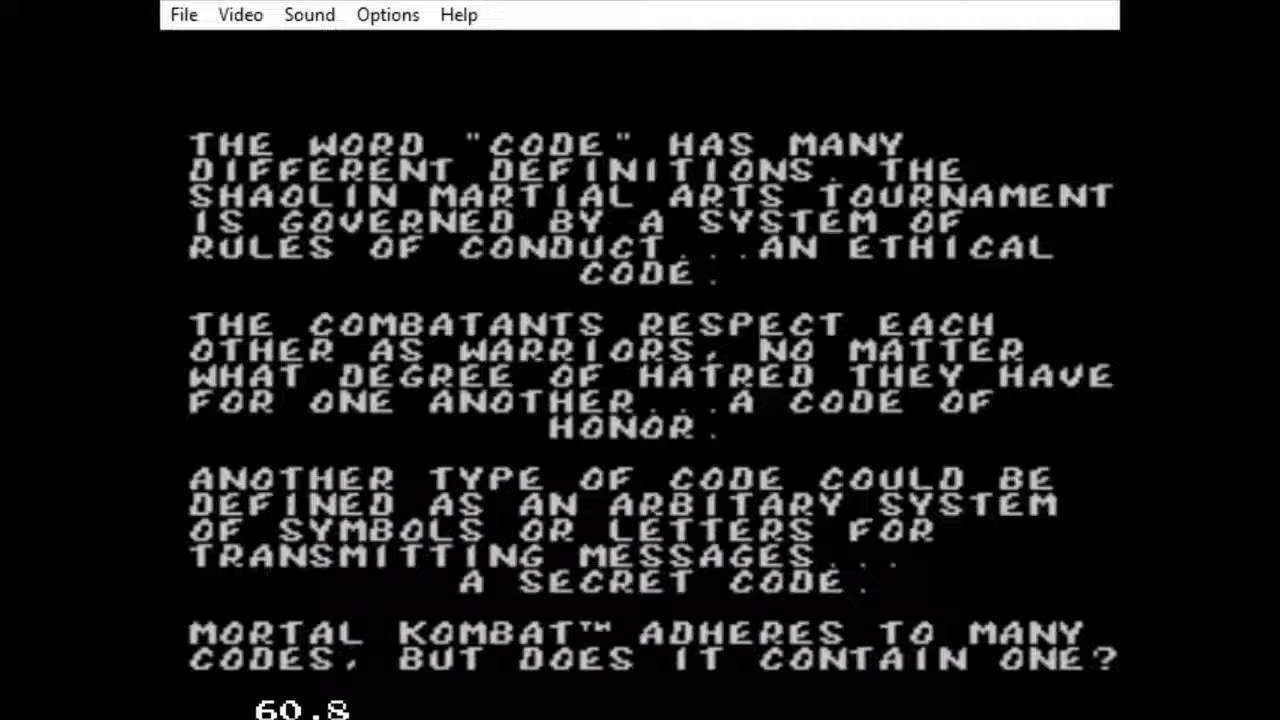 File Video Sound Options Help
THE WORD "CODE" HAS MANY
DIFFERENT DEFINITIONS. THE
SHAOLIN MARTIAL ARTS TOURNAMENT
IS GOVERNED BY A SYSTEM OF
RULES OF CONDUCT...AN ETHICAL
CODE.
THE COMBATANTS RESPECT EACH
OTHER AS WARRIORS, NO MATTER
WHAT DEGREE OF HATRED THEY HAVE
FOR ONE ANOTHER...A CODE OF
HONOR.
ANOTHER TYPE OF CODE COULD BE
DEFINED AS AN ARBITARY SYSTEM
OF SYMBOLS OR LETTERS FOR
TRANSMITTING MESSAGES...
A SECRET CODE.
MORTAL KOMBAT™ ADHERES TO MANY
CODES, BUT DOES IT CONTAIN ONE?
60.8